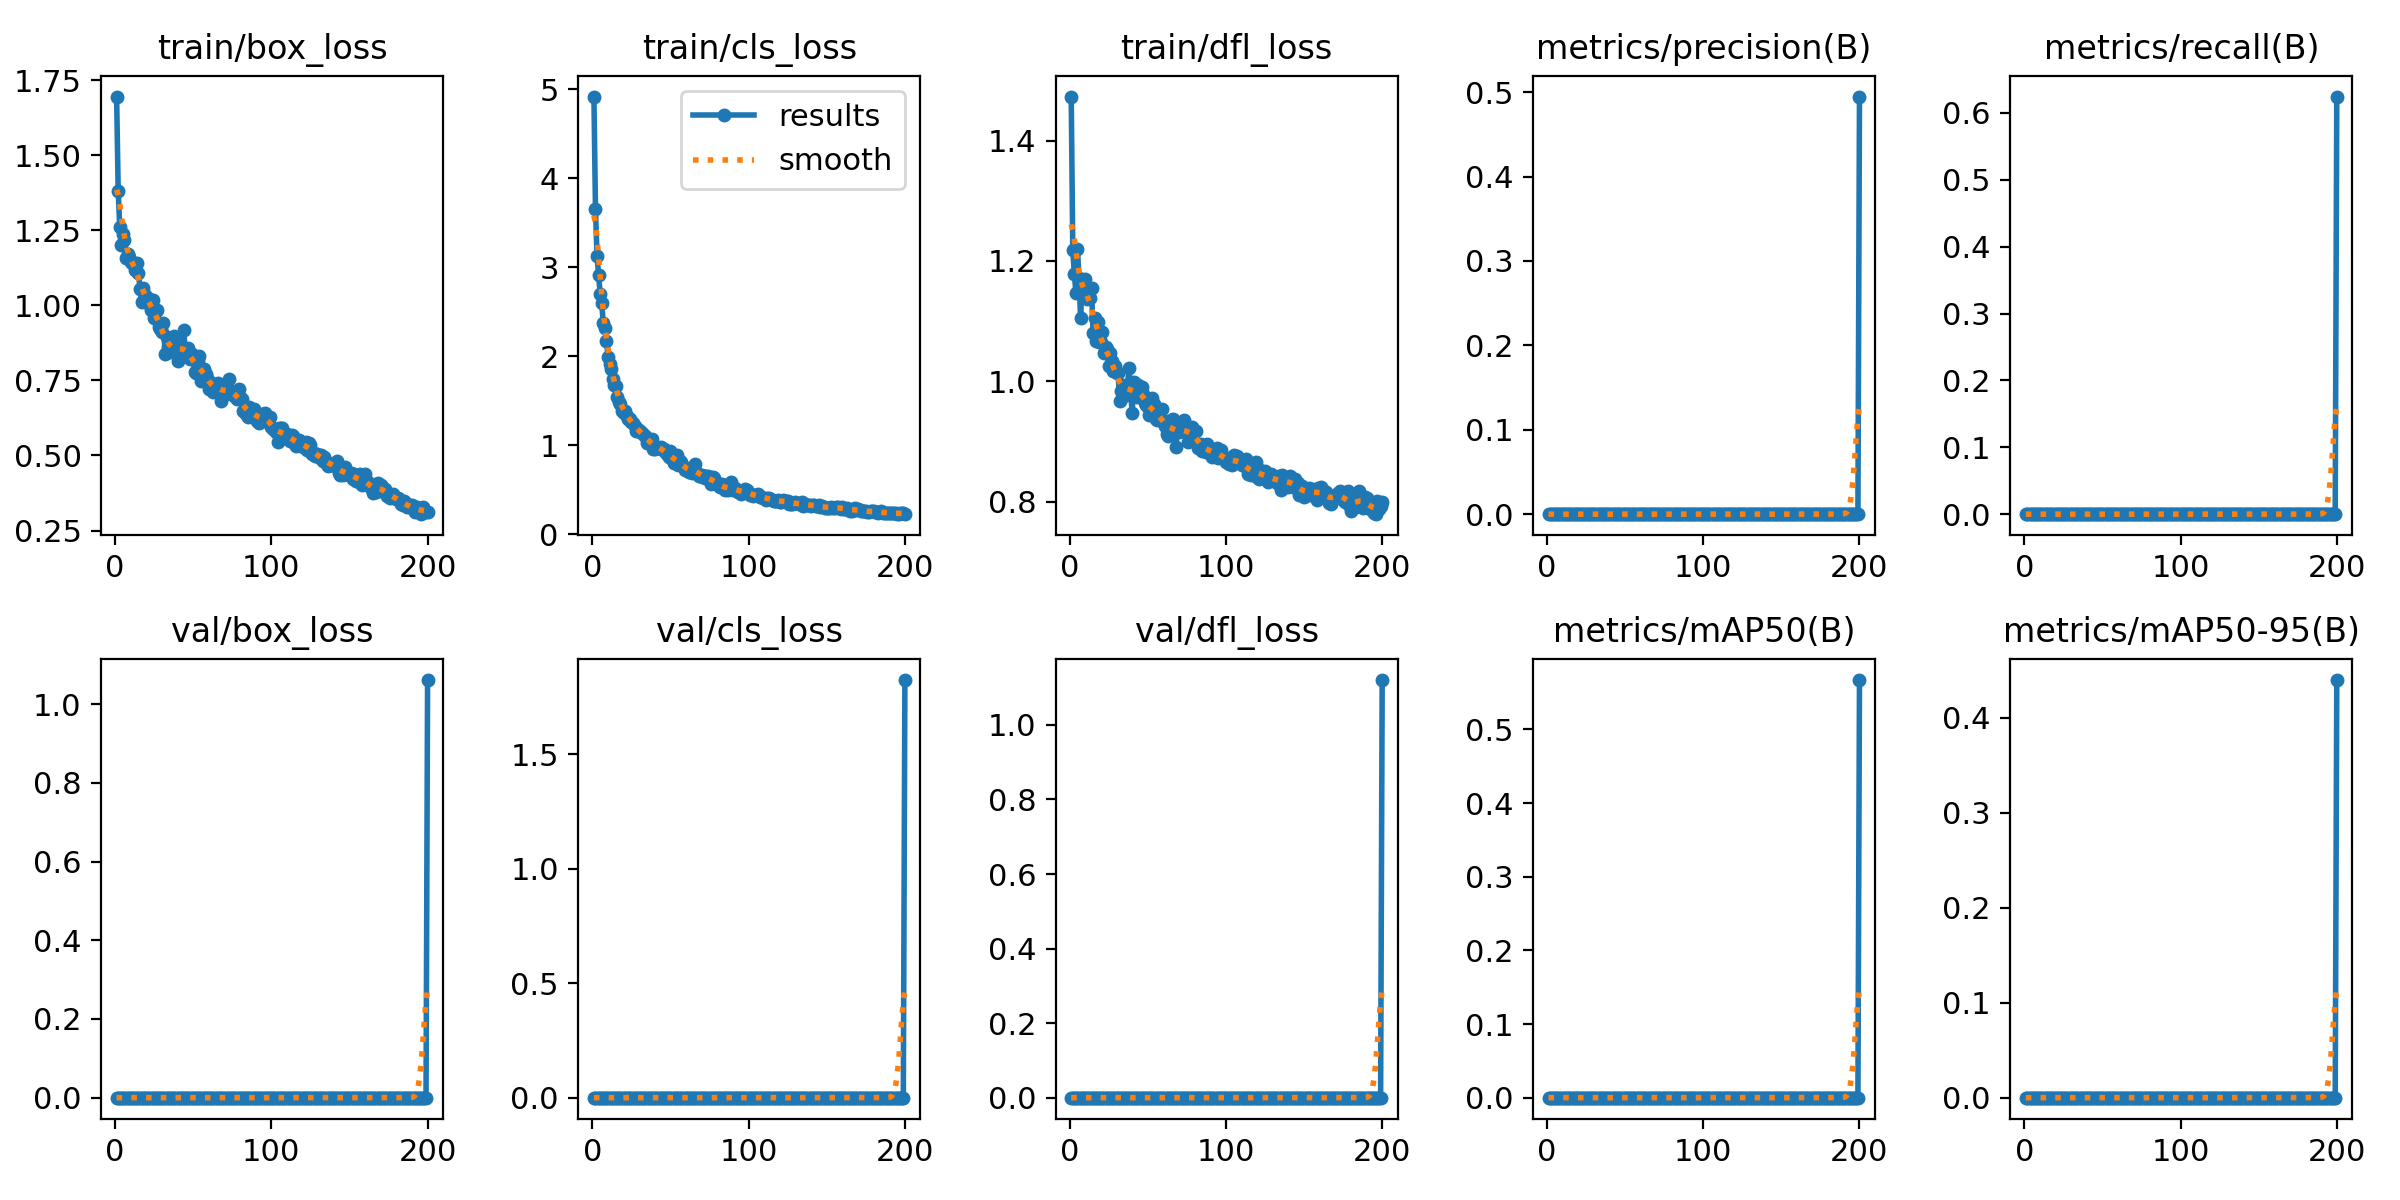 train/box_loss
1.75
1.50
1.25
1.00
0.75
0.50
0.25
0 100 200
train/cls_loss
results
smooth
5
4
3
2
1
0
0 100 200
train/dfl_loss
1.4
1.2
1.0
0.8
0 100 200
metrics/precision(B)
0.5
0.4
0.3
0.2
0.1
0.0
0 100 200
metrics/recall(B)
0.6
0.5
0.4
0.3
0.2
0.1
0.0
0 100 200
val/box_loss
1.0
0.8
0.6
0.4
0.2
0.0
0 100 200
val/cls_loss
1.5
1.0
0.5
0.0
0 100 200
val/dfl_loss
1.0
0.8
0.6
0.4
0.2
0.0
0 100 200
metrics/mAP50(B)
0.5
0.4
0.3
0.2
0.1
0.0
0 100 200
metrics/mAP50-95(B)
0.4
0.3
0.2
0.1
0.0
0 100 200